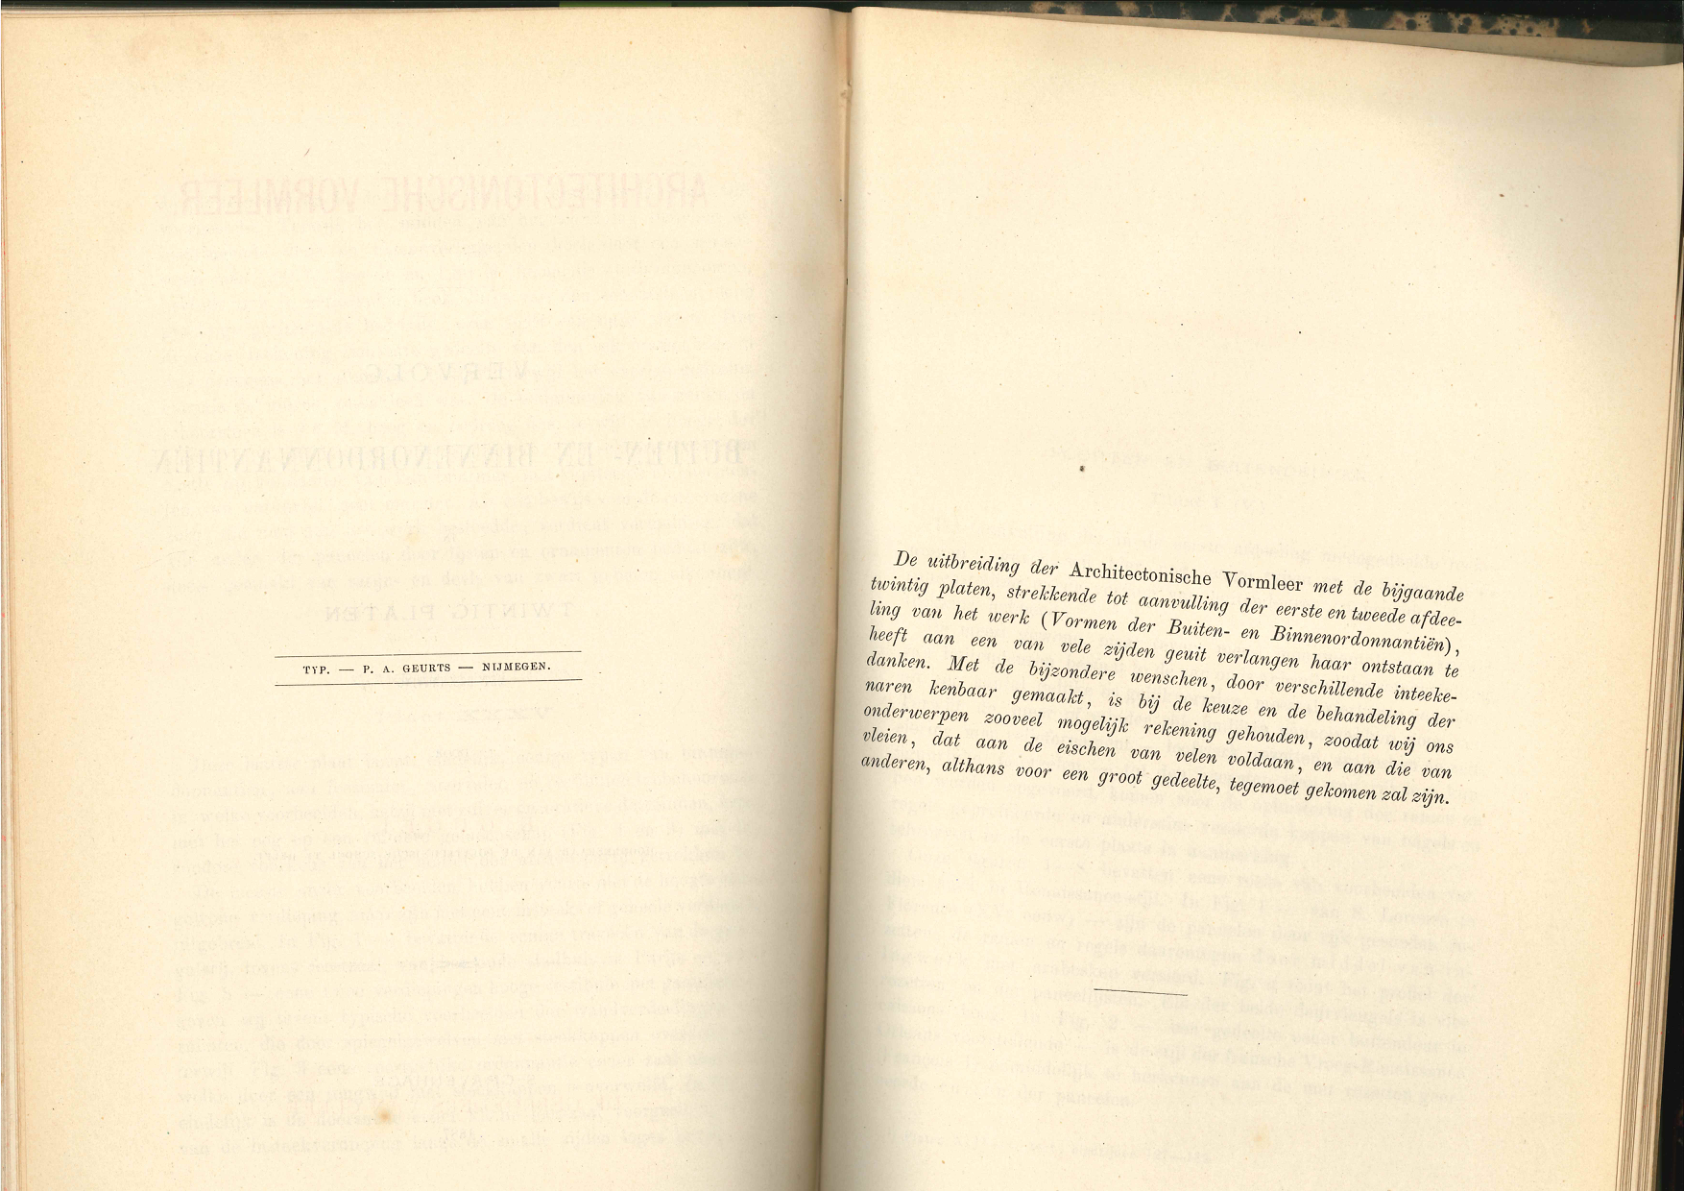 TYP. — P. A. GEURTS — NIJMEGEN.
De uitbreiding der Architectonische Vormleer met de bijgaande
twintig platen, strekkende tot aanvulling der eerste en tweede afdee-
ling van het werk (Vormen der Buiten- en Binnenordonnantiën),
heeft aan een van vele zijden geuit verlangen haar ontstaan te
danken. Met de bijzondere wenschen, door verschillende inteeke-
naren kenbaar gemaakt, is bij de keuze en de behandeling der
onderwerpen zooveel mogelijk rekening gehouden, zoodat wij ons
vleien, dat aan de eischen van velen voldaan, en aan die van
anderen, althans voor een groot gedeelte, tegemoet gekomen zal zijn.